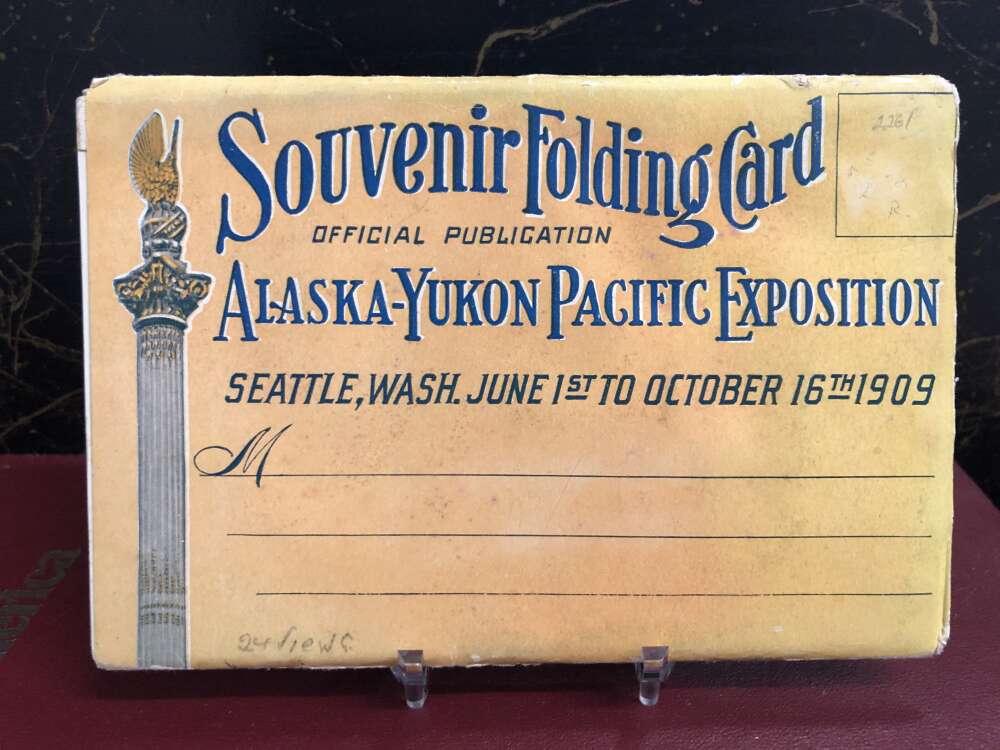 Souvenir Folding Card
OFFICIAL PUBLICATION
ALASKA-YUKON PACIFIC EXPOSITION
SEATTLE, WASH. JUNE 1ST TO OCTOBER 16TH 1909
M
24 Views